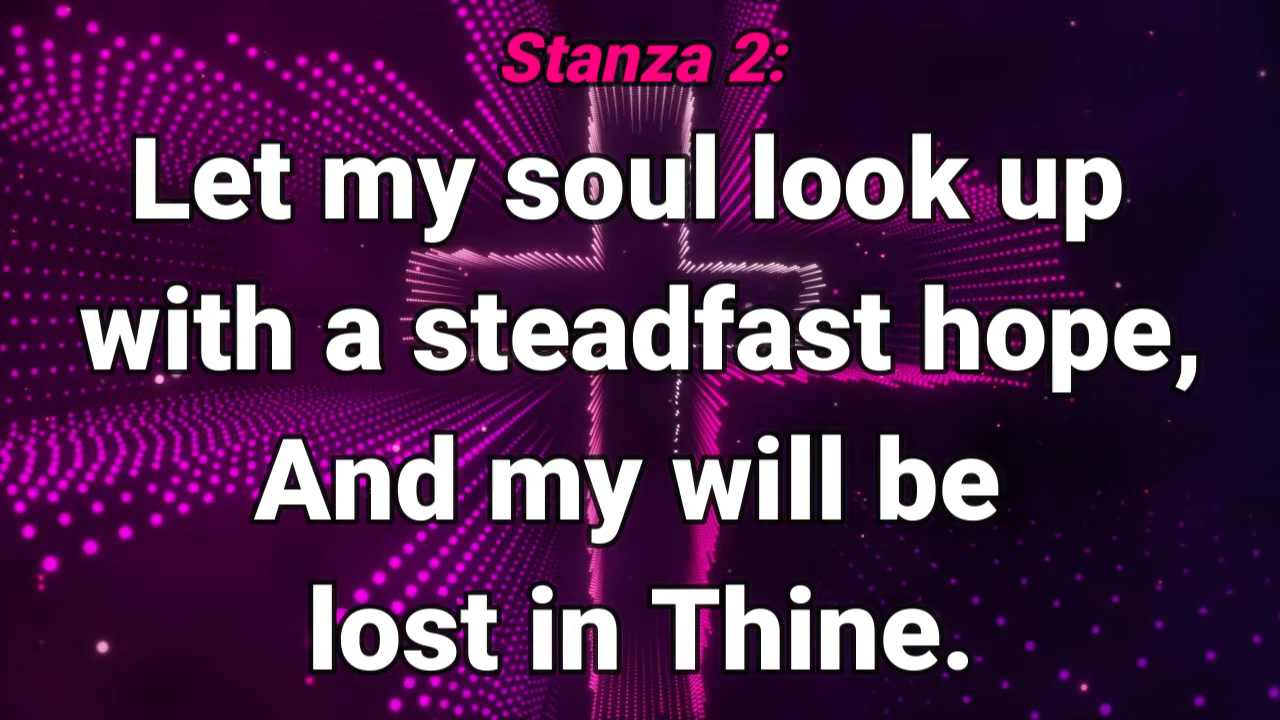 Stanza 2:
Let my soul look up
with a steadfast hope,
And my will be
lost in Thine.